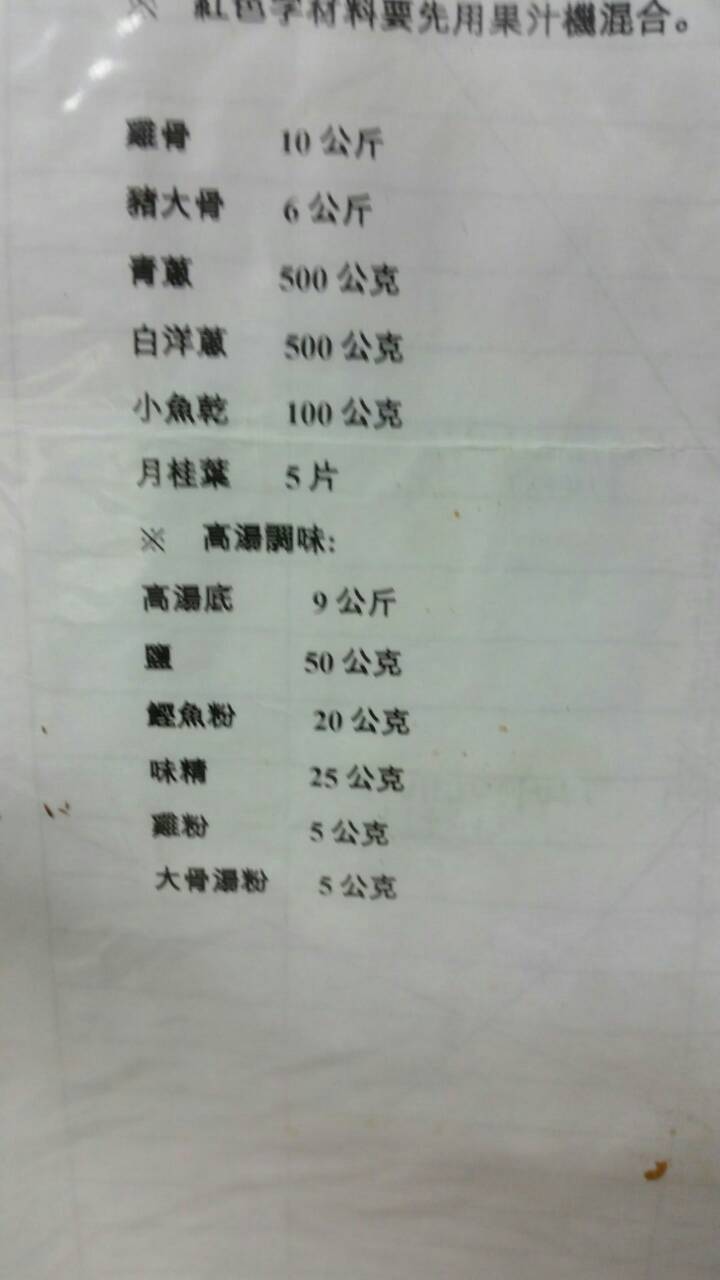 ※ 紅色字材料要先用果汁機混合。
雞骨 10 公斤
豬大骨 6 公斤
青蔥 500 公克
白洋蔥 500 公克
小魚乾 100 公克
月桂葉 5 片
※ 高湯調味:
高湯底 9 公斤
鹽 50 公克
鰹魚粉 20 公克
味精 25 公克
雞粉 5 公克
大骨湯粉 5 公克